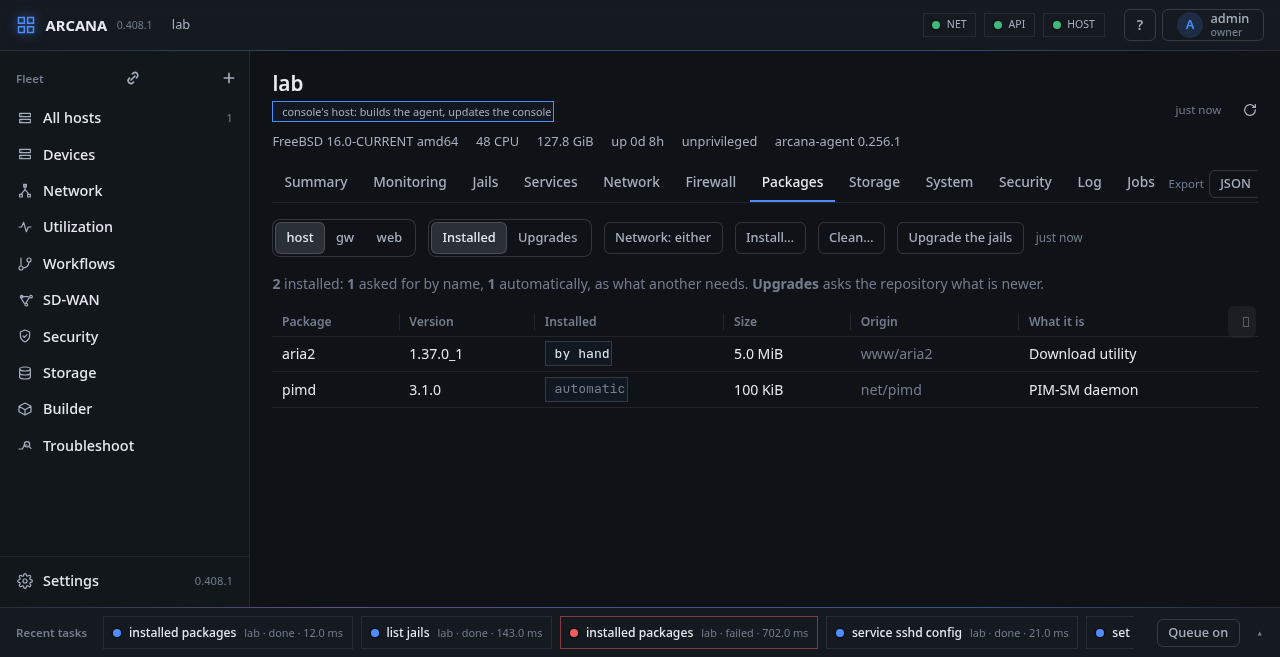 ARCANA 0.408.1 lab NET API HOST ? A admin
owner
Fleet
All hosts 1
Devices
Network
Utilization
Workflows
SD-WAN
Security
Storage
Builder
Troubleshoot
Settings 0.408.1
lab
console's host: builds the agent, updates the console
just now
FreeBSD 16.0-CURRENT amd64 48 CPU 127.8 GiB up 0d 8h unprivileged arcana-agent 0.256.1
Summary Monitoring Jails Services Network Firewall Packages Storage System Security Log Jobs Export JSON
host gw web Installed Upgrades Network: either Install... Clean... Upgrade the jails just now
2 installed: 1 asked for by name, 1 automatically, as what another needs. Upgrades asks the repository what is newer.
Package Version Installed Size Origin What it is
aria2 1.37.0_1 by hand 5.0 MiB www/aria2 Download utility
pimd 3.1.0 automatic 100 KiB net/pimd PIM-SM daemon
Recent tasks installed packages lab · done · 12.0 ms list jails lab · done · 143.0 ms installed packages lab · failed · 702.0 ms service sshd config lab · done · 21.0 ms set Queue on